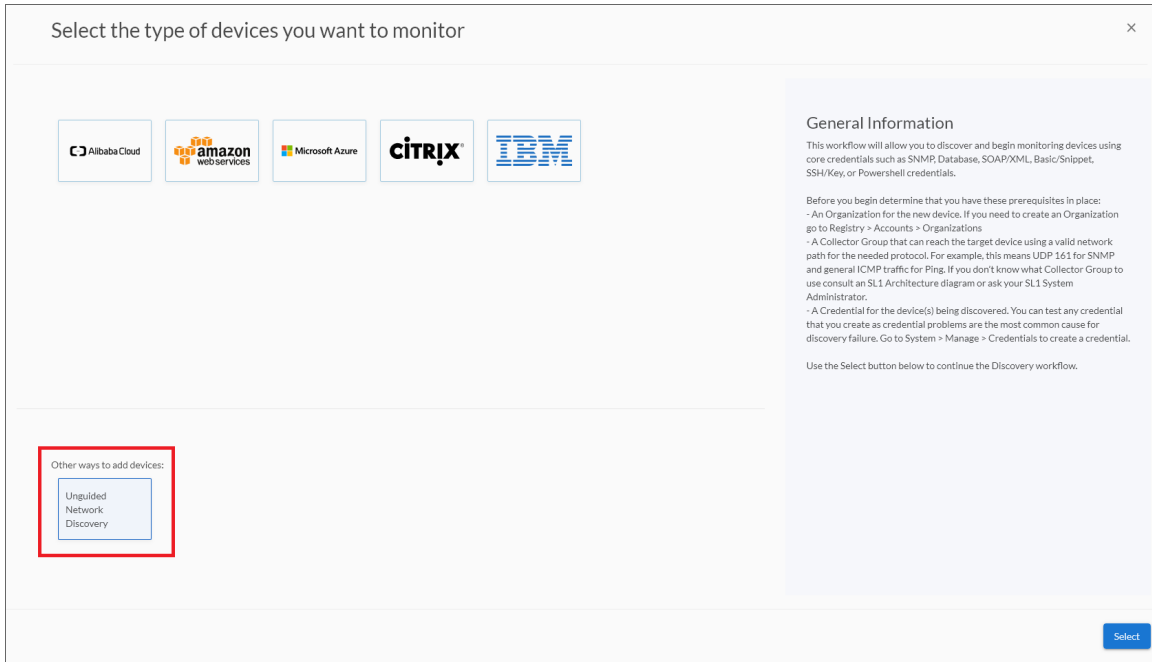 Select the type of devices you want to monitor
×
Alibaba Cloud
amazon
web services
Microsoft Azure
CİTRIX®
IBM
General Information
This workflow will allow you to discover and begin monitoring devices using
core credentials such as SNMP, Database, SOAP/XML, Basic/Snippet,
SSH/Key, or Powershell credentials.
Before you begin determine that you have these prerequisites in place:
- An Organization for the new device. If you need to create an Organization
go to Registry > Accounts > Organizations
- A Collector Group that can reach the target device using a valid network
path for the needed protocol. For example, this means UDP 161 for SNMP
and general ICMP traffic for Ping. If you don't know what Collector Group to
use consult an SL1 Architecture diagram or ask your SL1 System
Administrator.
- A Credential for the device(s) being discovered. You can test any credential
that you create as credential problems are the most common cause for
discovery failure. Go to System > Manage > Credentials to create a credential.
Use the Select button below to continue the Discovery workflow.
Other ways to add devices:
Unguided
Network
Discovery
Select